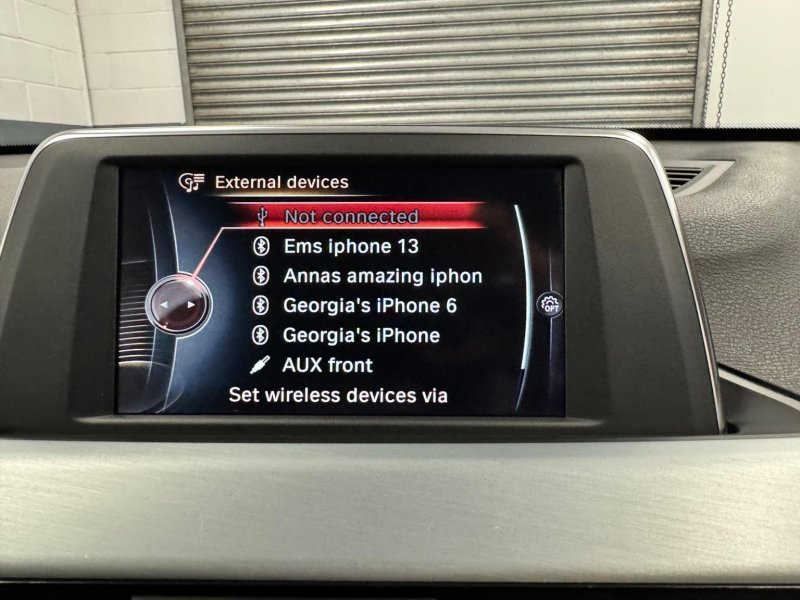 External devices
Not connected
Ems iphone 13
Annas amazing iphon
Georgia's iPhone 6
OPT
Georgia's iPhone
AUX front
Set wireless devices via